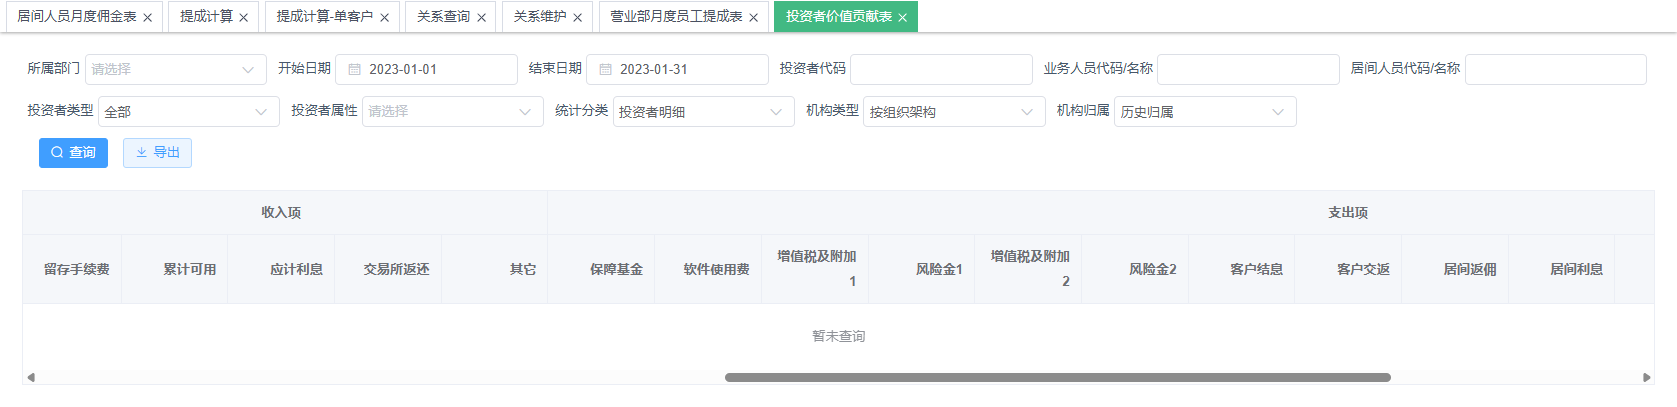 居间人员月度佣金表 提成计算 提成计算-单客户 关系查询 关系维护 营业部月度员工提成表 投资者价值贡献表
所属部门 请选择 开始日期 2023-01-01 结束日期 2023-01-31 投资者代码 业务人员代码/名称 居间人员代码/名称
投资者类型 全部 投资者属性 请选择 统计分类 投资者明细 机构类型 按组织架构 机构归属 历史归属
查询 导出
收入项 支出项
留存手续费 累计可用 应计利息 交易所返还 其它 保障基金 软件使用费 增值税及附加1 风险金1 增值税及附加2 风险金2 客户结息 客户交返 居间返佣 居间利息
暂未查询